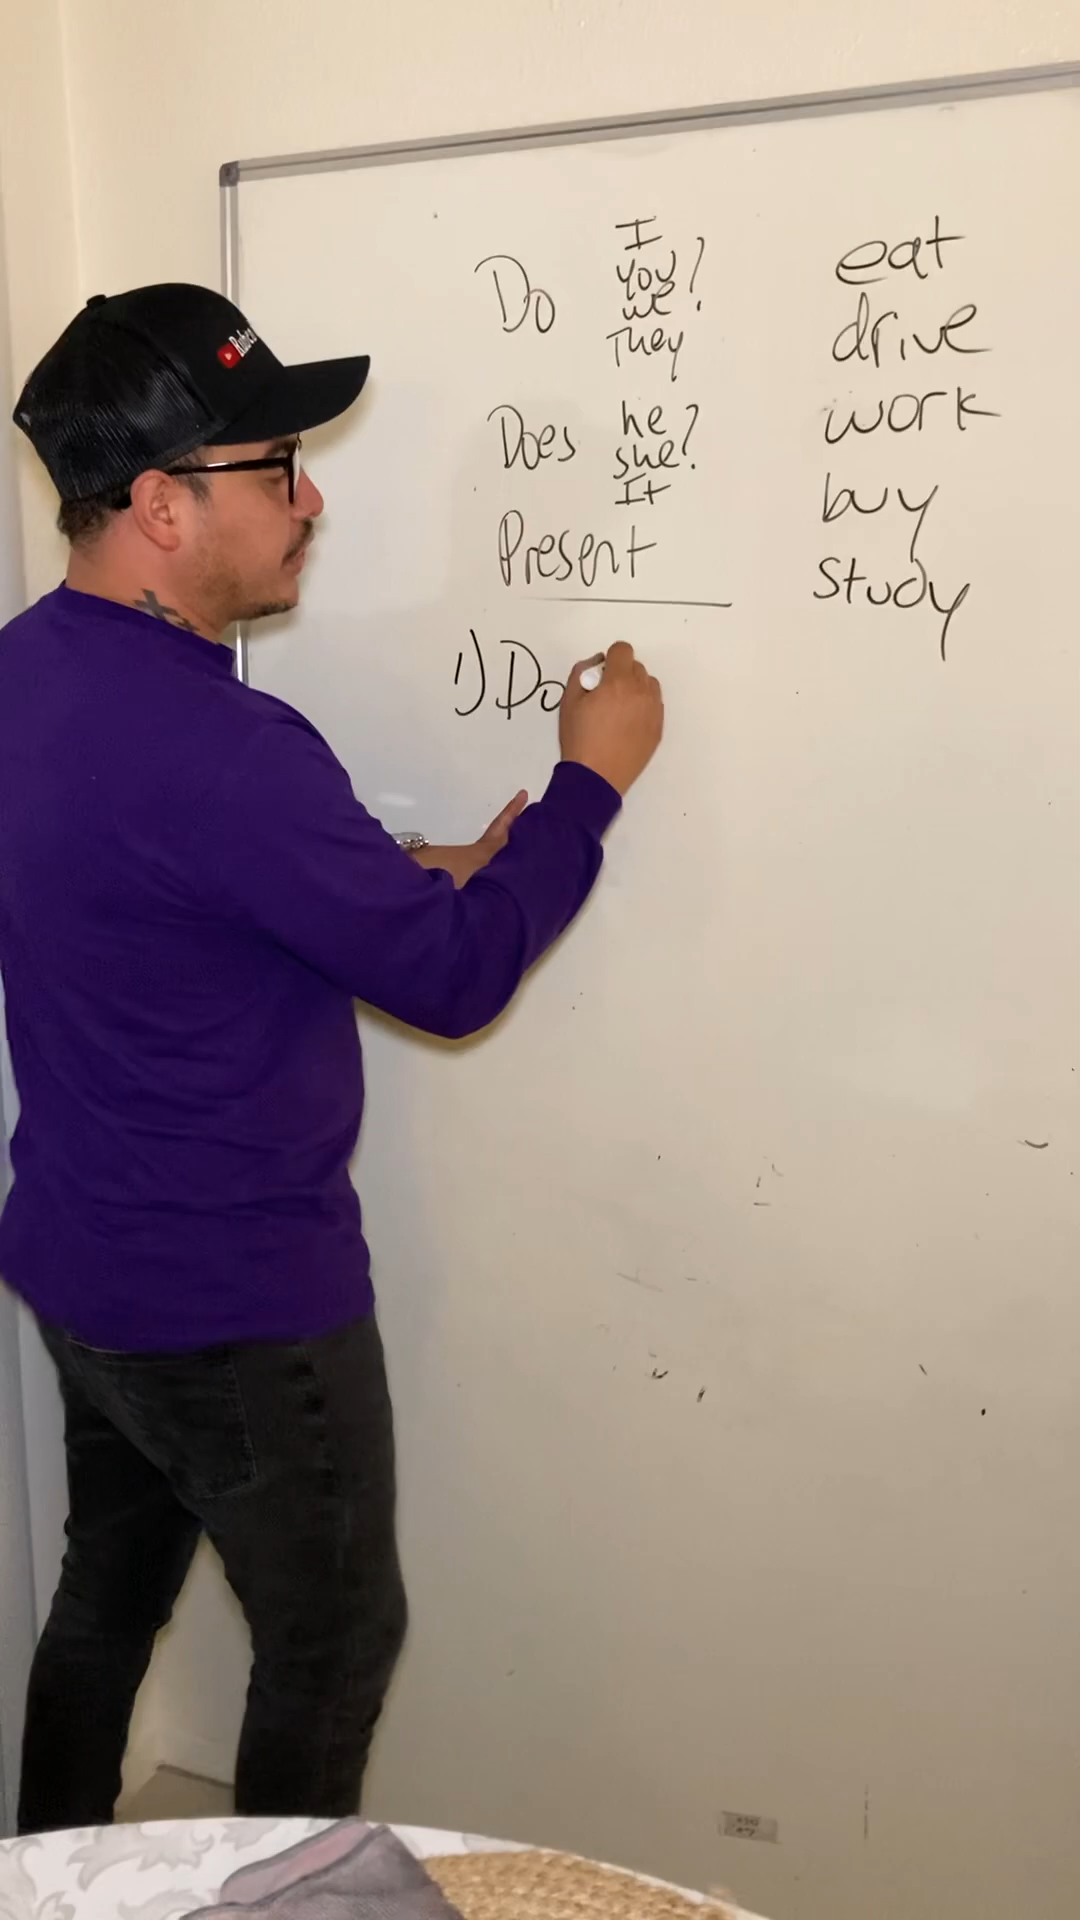 I
Do you?
we
They
Does he?
she
It
Present
1) Do
eat
drive
work
buy
study